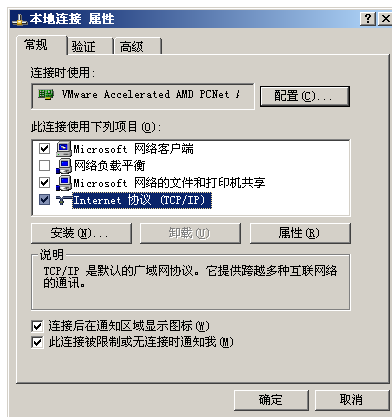 本地连接 属性
常规 验证 高级
连接时使用:
VMware Accelerated AMD PCNet
配置(C)...
此连接使用下列项目(O):
Microsoft 网络客户端
网络负载平衡
Microsoft 网络的文件和打印机共享
Internet 协议 (TCP/IP)
安装(N)... 卸载(U) 属性(R)
说明
TCP/IP 是默认的广域网协议。它提供跨越多种互联网络
的通讯。
连接后在通知区域显示图标(W)
此连接被限制或无连接时通知我(M)
确定 取消